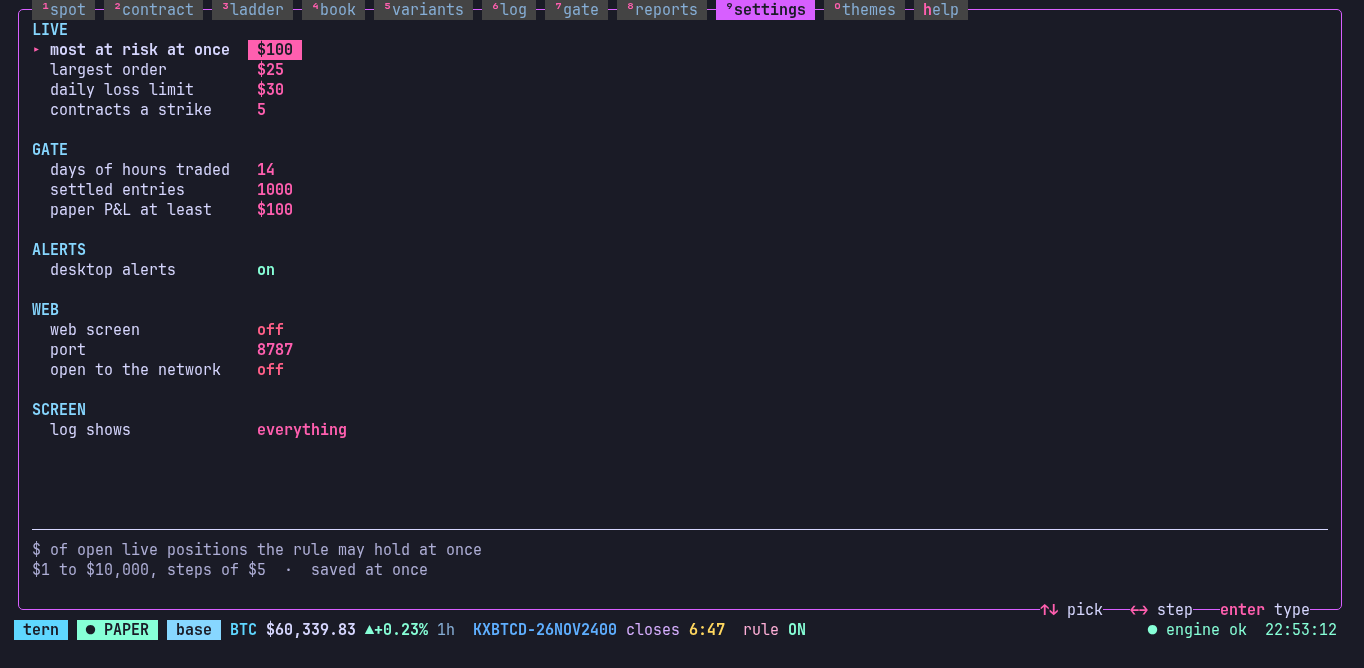 ¹spot ²contract ³ladder ⁴book ⁵variants ⁶log ⁷gate ⁸reports ⁹settings ⁰themes help
LIVE
▸ most at risk at once $100
largest order $25
daily loss limit $30
contracts a strike 5
GATE
days of hours traded 14
settled entries 1000
paper P&L at least $100
ALERTS
desktop alerts on
WEB
web screen off
port 8787
open to the network off
SCREEN
log shows everything
$ of open live positions the rule may hold at once
$1 to $10,000, steps of $5 · saved at once
↑↓ pick ↔ step enter type
tern ● PAPER base BTC $60,339.83 ▲+0.23% 1h KXBTCD-26NOV2400 closes 6:47 rule ON ● engine ok 22:53:12